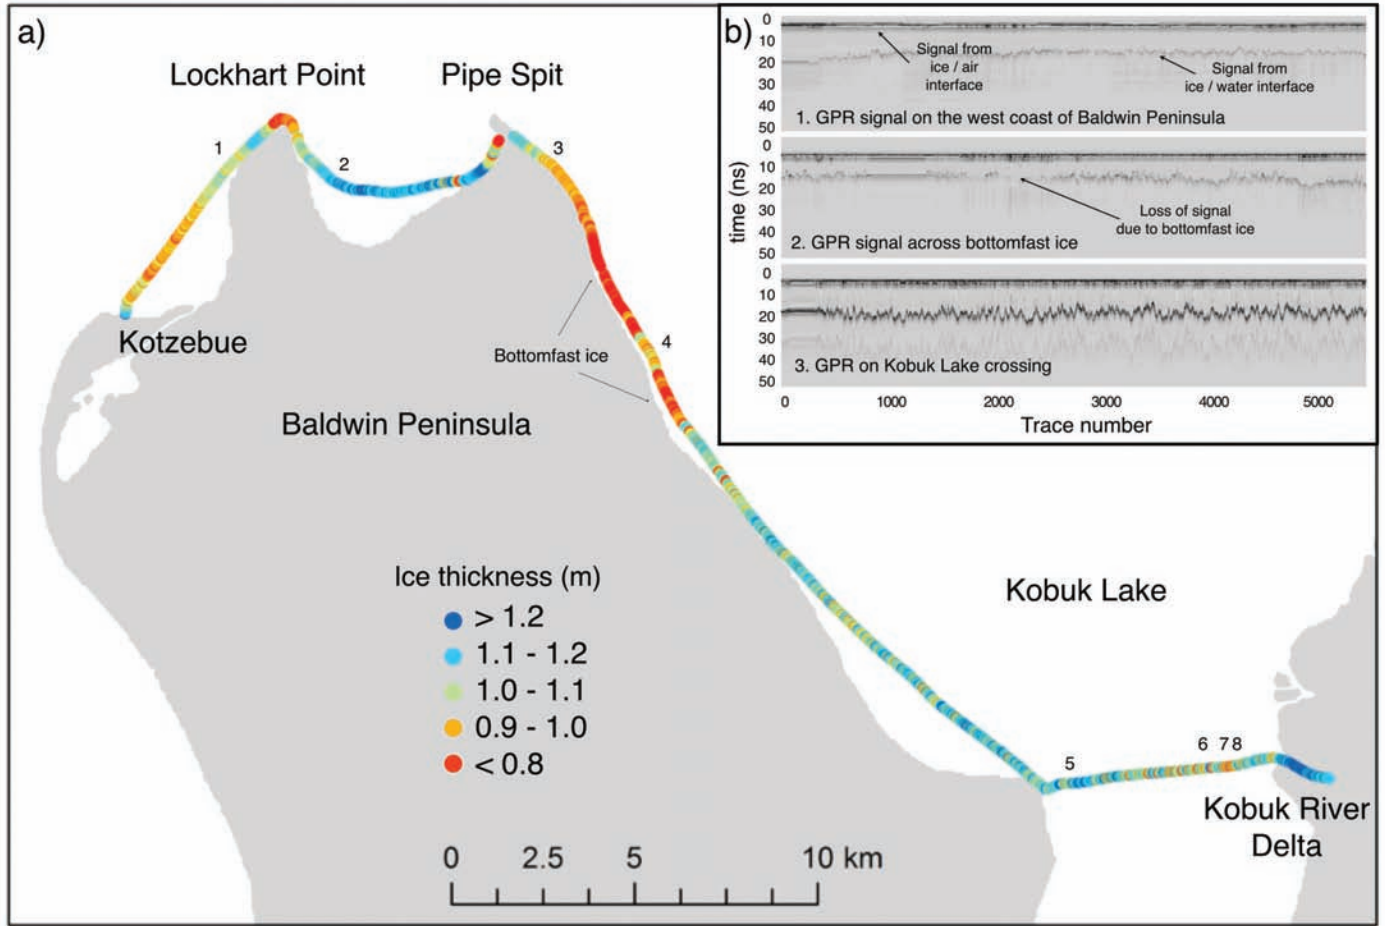 a)
Lockhart Point
Pipe Spit
1
2
3
4
Kotzebue
Bottomfast ice
Baldwin Peninsula
Ice thickness (m)
> 1.2
1.1 - 1.2
1.0 - 1.1
0.9 - 1.0
< 0.8
Kobuk Lake
5
6 78
Kobuk River
Delta
0 2.5 5 10 km
b)
time (ns)
0
10
20
30
40
50
Signal from
ice / air
interface
Signal from
ice / water interface
1. GPR signal on the west coast of Baldwin Peninsula
0
10
20
30
40
50
Loss of signal
due to bottomfast ice
2. GPR signal across bottomfast ice
0
10
20
30
40
50
3. GPR on Kobuk Lake crossing
0 1000 2000 3000 4000 5000
Trace number